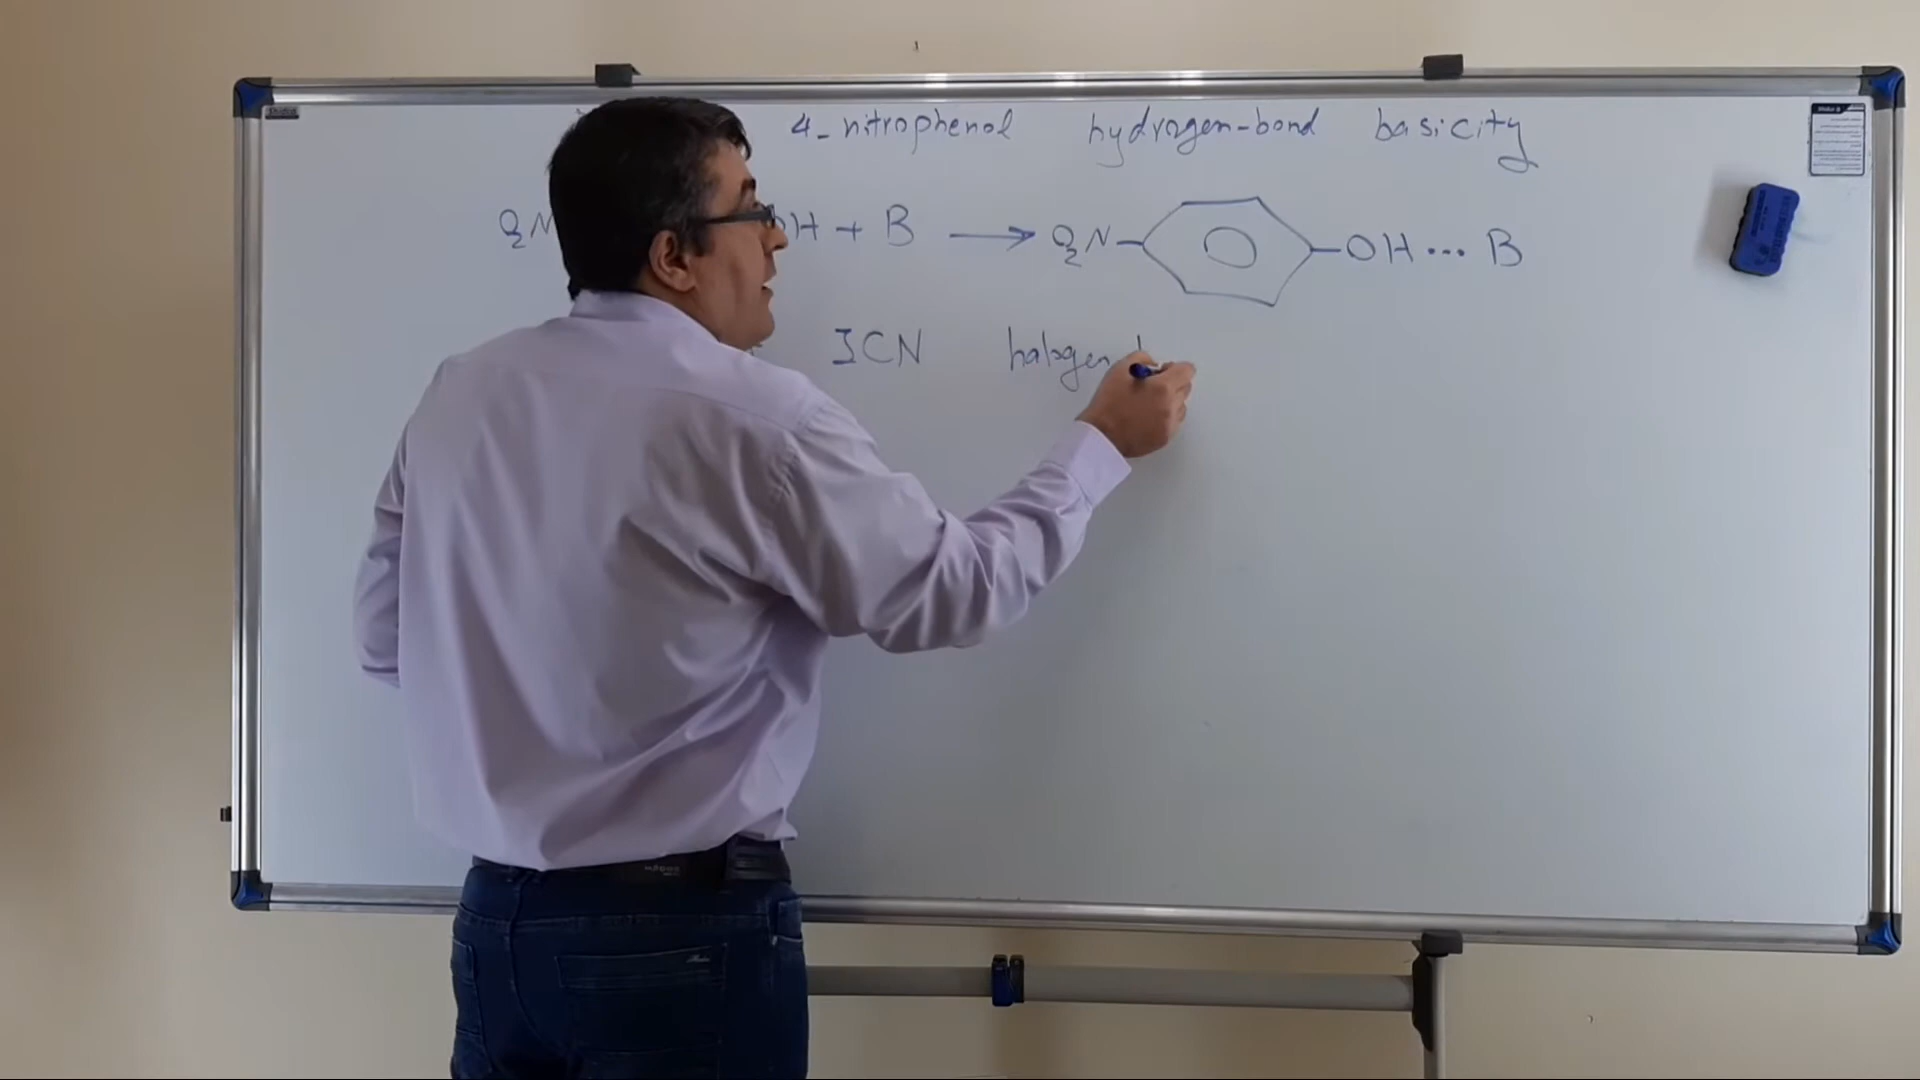 4-nitrophenol hydrogen-bond basicity
O₂N OH + B ⟶ O₂N-OH ··· B
ICN halogen